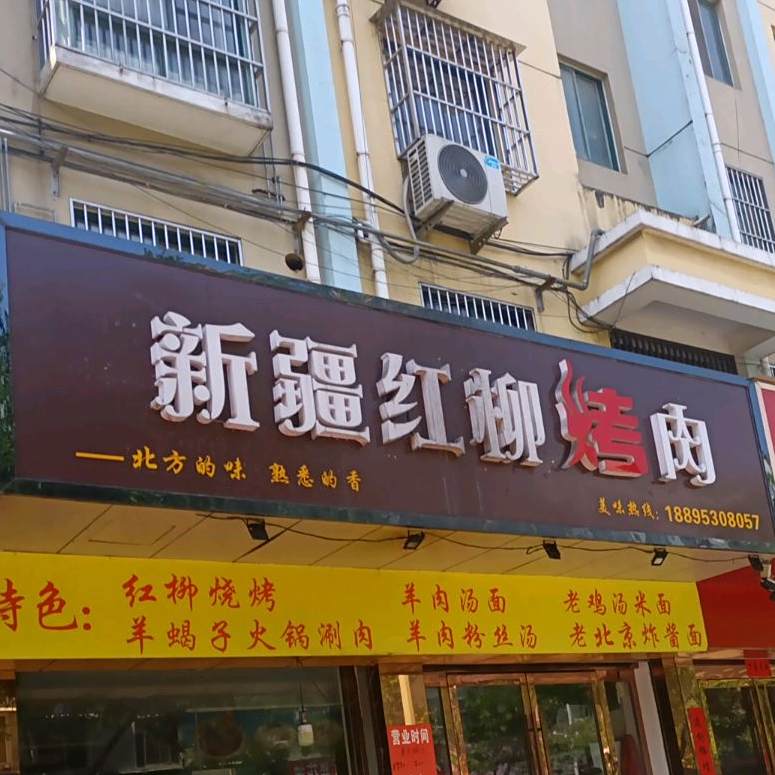 新疆红柳烤肉
——北方的味 熟悉的香
美味热线:18895308057
特色:
红柳烧烤 羊肉汤面 老鸡汤米面
羊蝎子火锅涮肉 羊肉粉丝汤 老北京炸酱面
营业时间